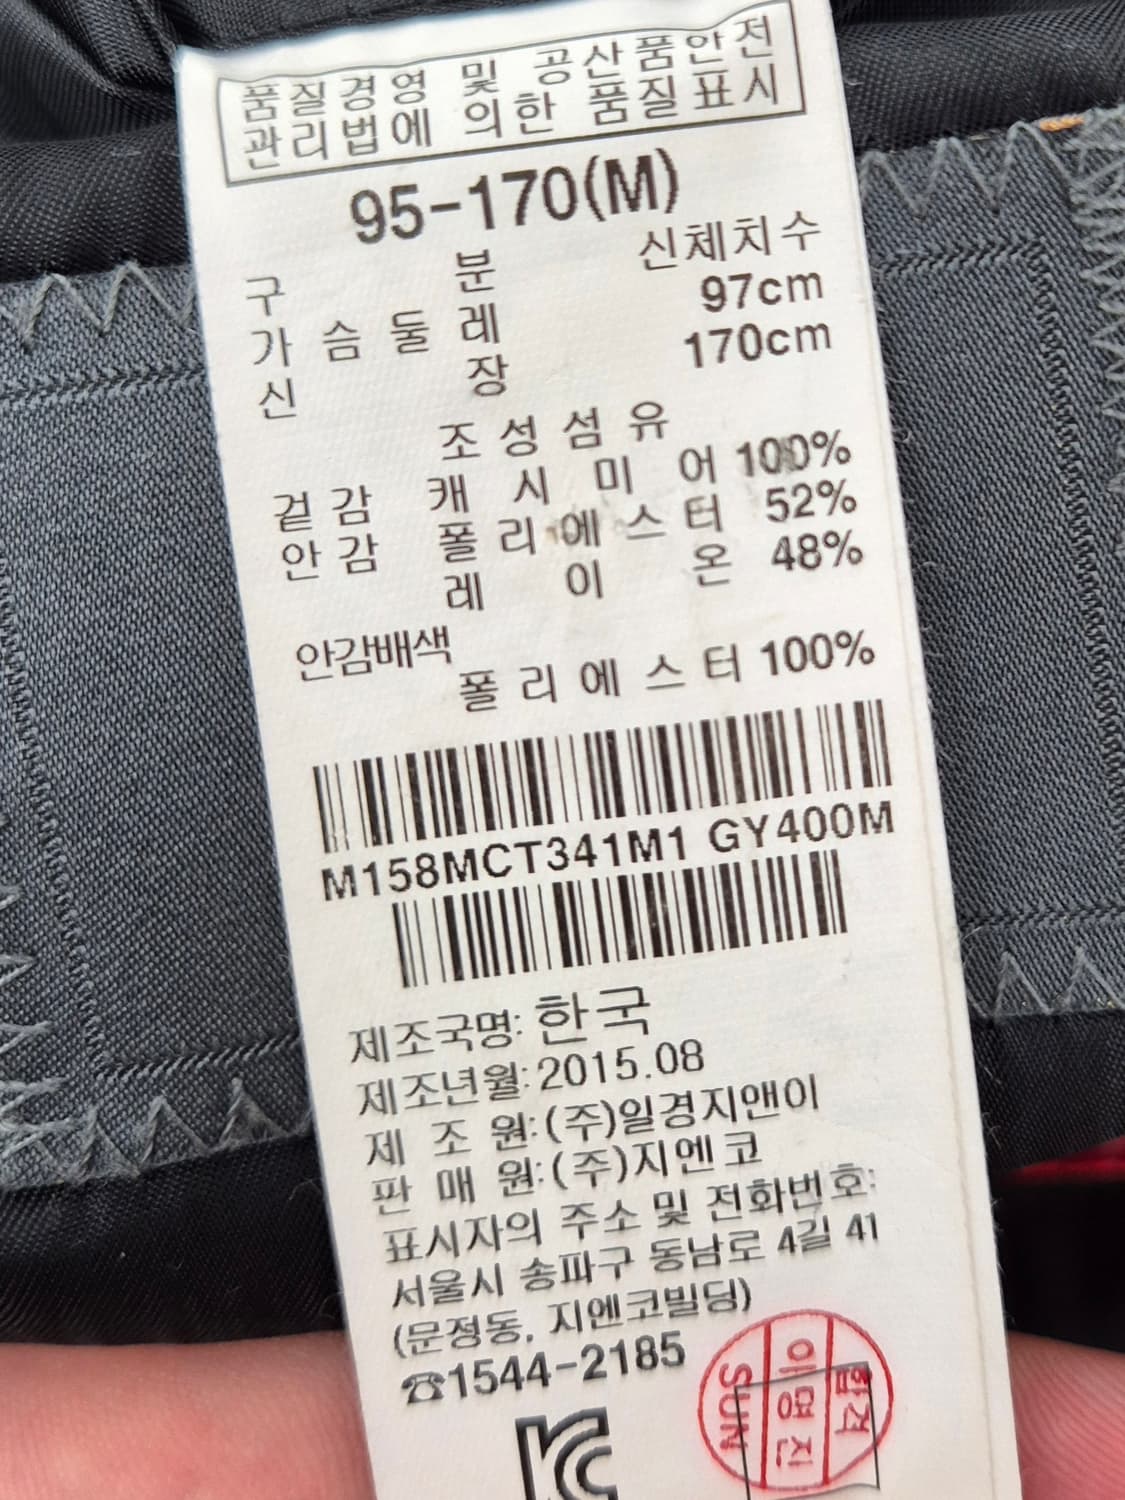 품질경영 및 공산품안전
관리법에 의한 품질표시
95-170(M)
구 분 신체치수
가 슴 둘 레 97cm
신 장 170cm
조 성 섬 유
겉 감 캐 시 미 어 100%
안 감 폴 리 에 스 터 52%
레 이 온 48%
안감배색
폴 리 에 스 터 100%
M158MCT341M1 GY400M
제조국명: 한국
제조년월:2015.08
제 조 원:(주)일경지앤이
판 매 원:(주)지엔코
표시자의 주소 및 전화번호:
서울시 송파구 동남로 4길 41
(문정동, 지엔코빌딩)
☎1544-2185
합격
이명진
SUN